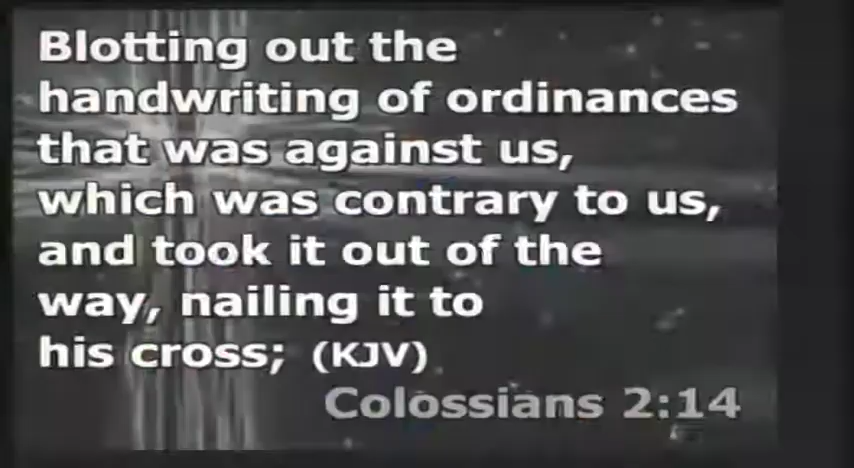 Blotting out the
handwriting of ordinances
that was against us,
which was contrary to us,
and took it out of the
way, nailing it to
his cross; (KJV)
Colossians 2:14